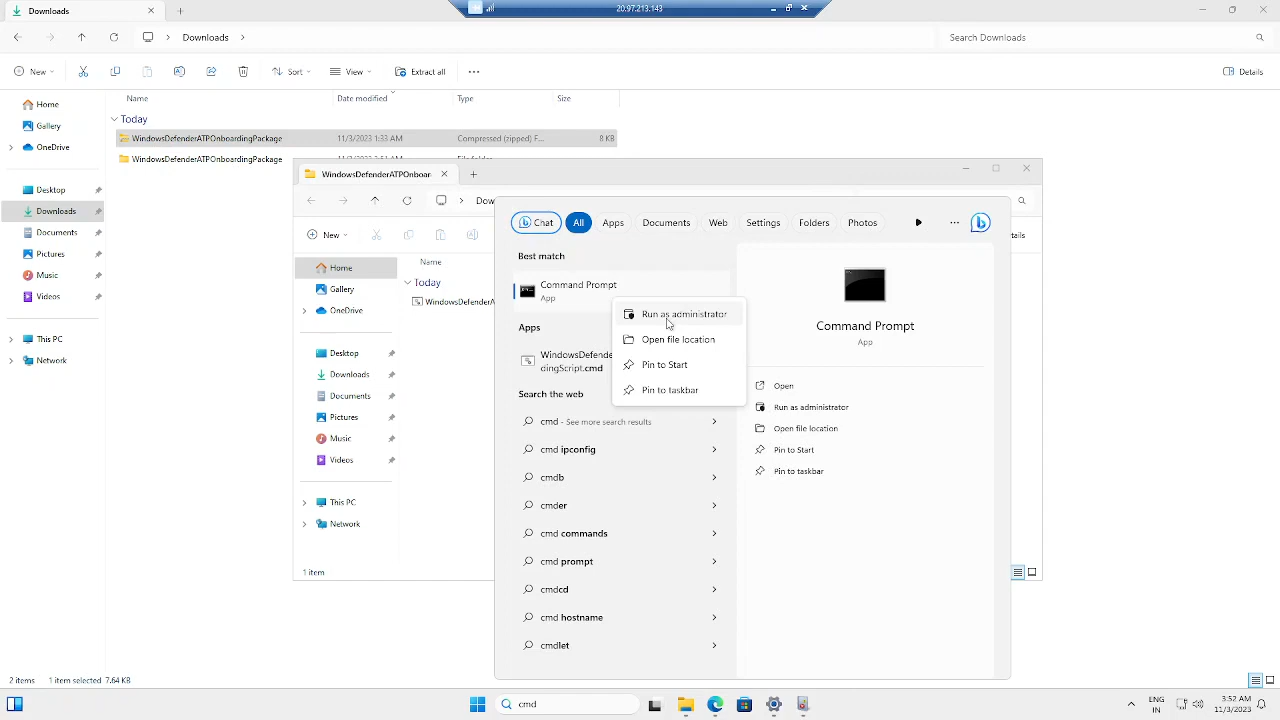 20.97.213.143
Downloads
Downloads
Search Downloads
New
Sort
View
Extract all
Details
Name
Date modified
Type
Size
Home
Gallery
OneDrive
Desktop
Downloads
Documents
Pictures
Music
Videos
This PC
Network
Today
WindowsDefenderATPOnboardingPackage
11/3/2023 1:33 AM
Compressed (zipped) F...
8 KB
WindowsDefenderATPOnboardingPackage
WindowsDefenderATPOnboar
Dow
New
tails
Name
Home
Gallery
OneDrive
Desktop
Downloads
Documents
Pictures
Music
Videos
This PC
Network
Today
WindowsDefenderA
1 item
Chat
All
Apps
Documents
Web
Settings
Folders
Photos
Best match
Command Prompt
App
Apps
WindowsDefende
dingScript.cmd
Run as administrator
Open file location
Pin to Start
Pin to taskbar
Search the web
cmd - See more search results
cmd ipconfig
cmdb
cmder
cmd commands
cmd prompt
cmdcd
cmd hostname
cmdlet
Command Prompt
App
Open
Run as administrator
Open file location
Pin to Start
Pin to taskbar
2 items
1 item selected 7.64 KB
cmd
ENG
IN
3:52 AM
11/3/2023